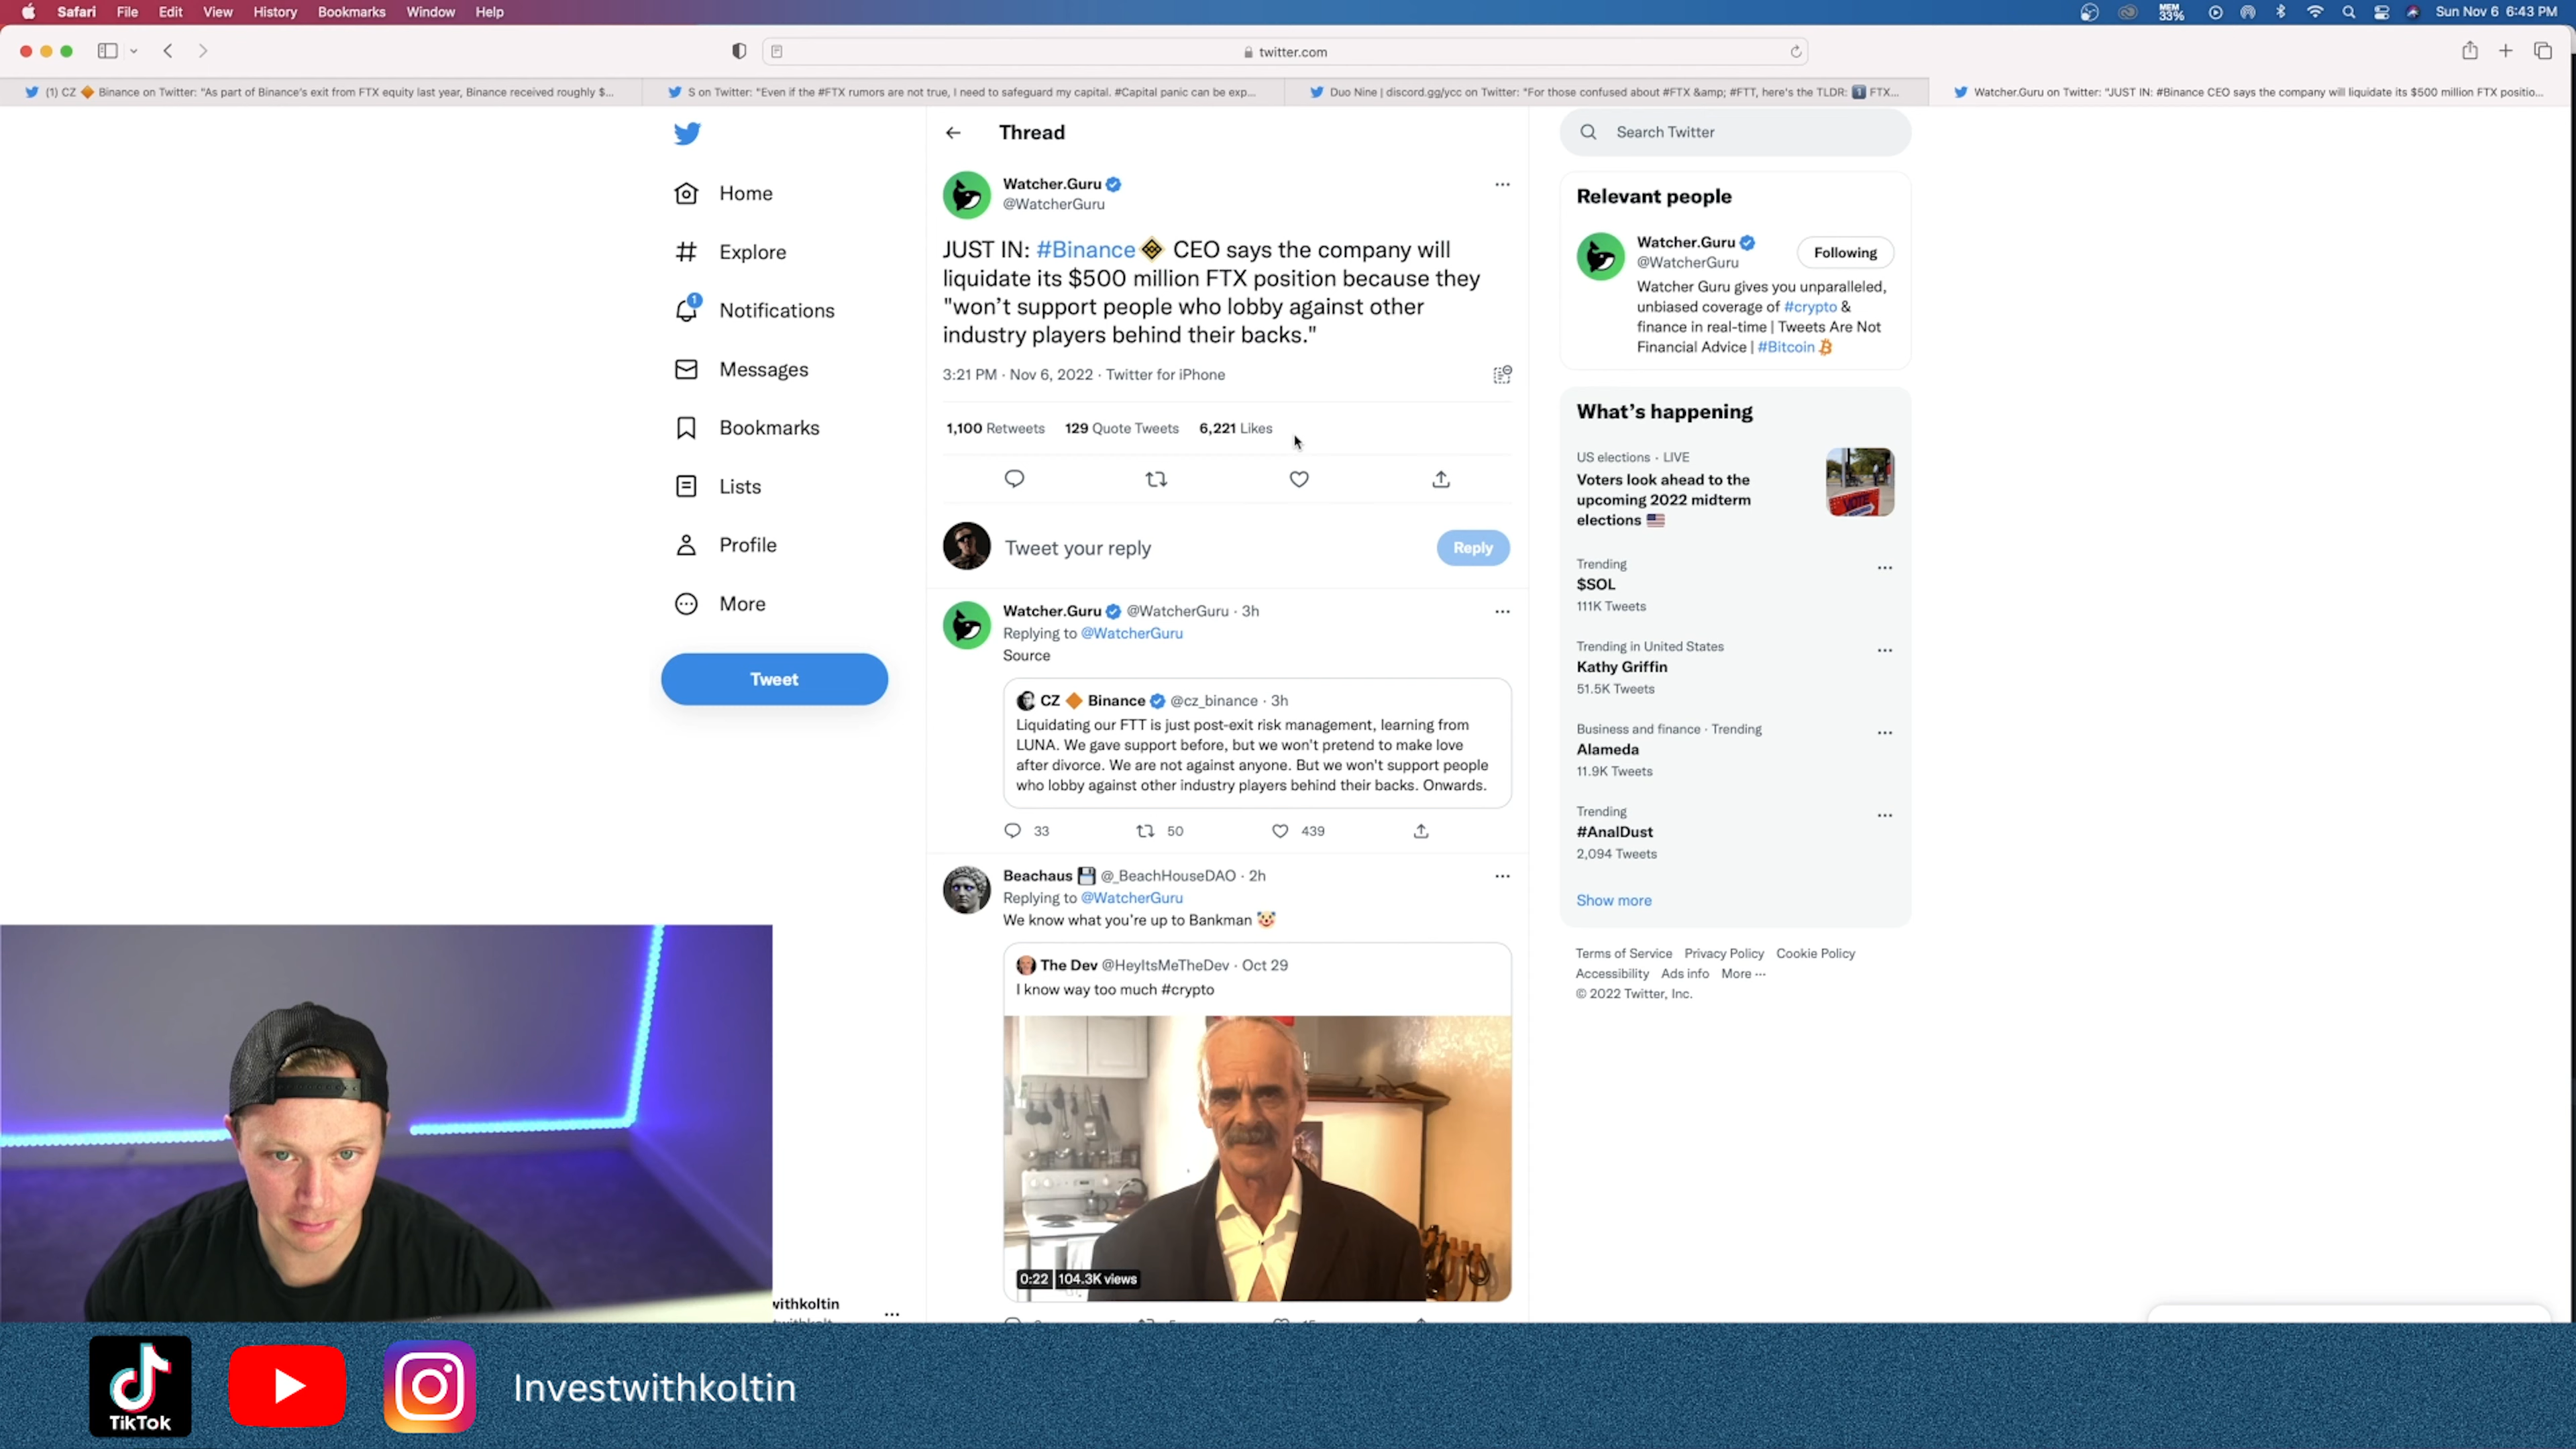 Safari File Edit View History Bookmarks Window Help
MEM 33%
Sun Nov 6 6:43 PM
twitter.com
(1) CZ 🔶 Binance on Twitter: "As part of Binance's exit from FTX equity last year, Binance received roughly $...
S on Twitter: "Even if the #FTX rumors are not true, I need to safeguard my capital. #Capital panic can be exp...
Duo Nine | discord.gg/ycc on Twitter: "For those confused about #FTX &amp; #FTT, here's the TLDR: 1️⃣ FTX...
Watcher.Guru on Twitter: "JUST IN: #Binance CEO says the company will liquidate its $500 million FTX positio...
Home
Explore
1
Notifications
Messages
Bookmarks
Lists
Profile
More
Tweet
Thread
Watcher.Guru
@WatcherGuru
JUST IN: #Binance CEO says the company will
liquidate its $500 million FTX position because they
"won't support people who lobby against other
industry players behind their backs."
3:21 PM · Nov 6, 2022 · Twitter for iPhone
1,100 Retweets 129 Quote Tweets 6,221 Likes
Tweet your reply
Reply
Watcher.Guru @WatcherGuru · 3h
Replying to @WatcherGuru
Source
CZ 🔶 Binance @cz_binance · 3h
Liquidating our FTT is just post-exit risk management, learning from
LUNA. We gave support before, but we won't pretend to make love
after divorce. We are not against anyone. But we won't support people
who lobby against other industry players behind their backs. Onwards.
33 50 439
Beachaus 💾 @_BeachHouseDAO · 2h
Replying to @WatcherGuru
We know what you're up to Bankman 🤡
The Dev @HeyItsMeTheDev · Oct 29
I know way too much #crypto
0:22 104.3K views
Search Twitter
Relevant people
Watcher.Guru
@WatcherGuru
Following
Watcher Guru gives you unparalleled,
unbiased coverage of #crypto &
finance in real-time | Tweets Are Not
Financial Advice | #Bitcoin
What's happening
US elections · LIVE
Voters look ahead to the
upcoming 2022 midterm
elections 🇺🇸
VOTE
Trending
$SOL
111K Tweets
Trending in United States
Kathy Griffin
51.5K Tweets
Business and finance · Trending
Alameda
11.9K Tweets
Trending
#AnalDust
2,094 Tweets
Show more
Terms of Service Privacy Policy Cookie Policy
Accessibility Ads info More
© 2022 Twitter, Inc.
withkoltin
TikTok
Investwithkoltin